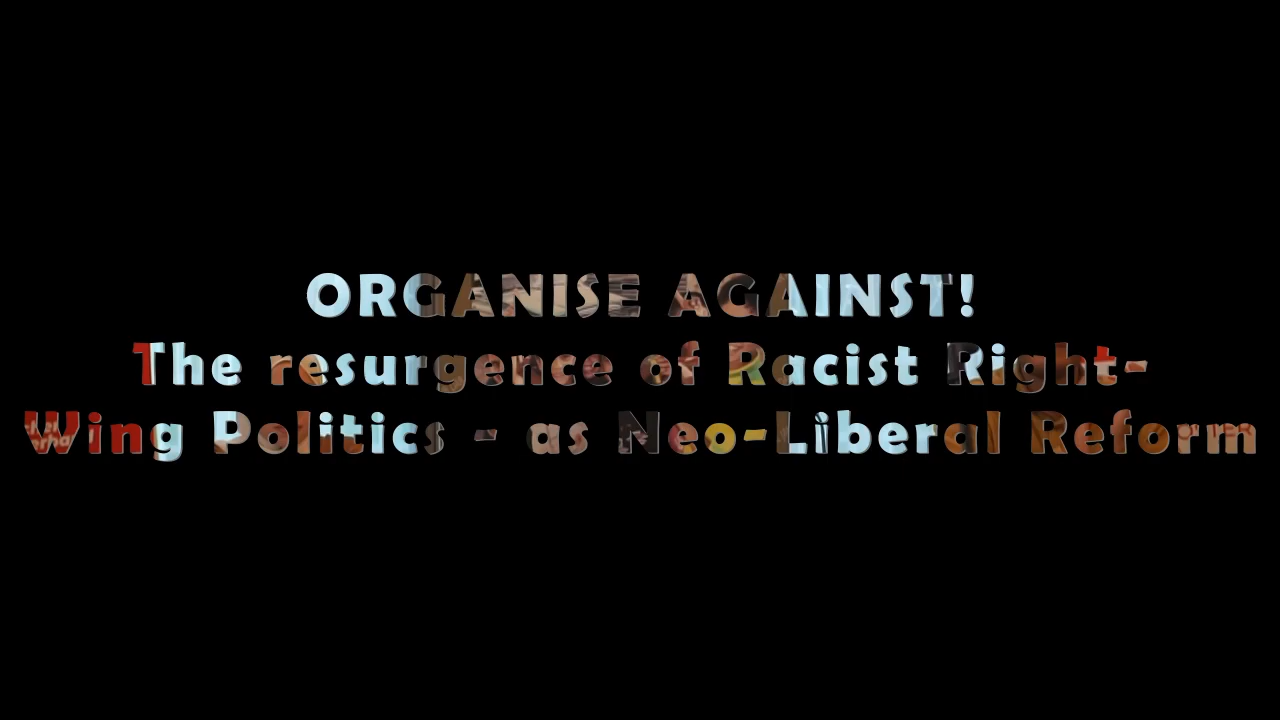 ORGANISE AGAINST!
The resurgence of Racist Right-
Wing Politics - as Neo-Liberal Reform